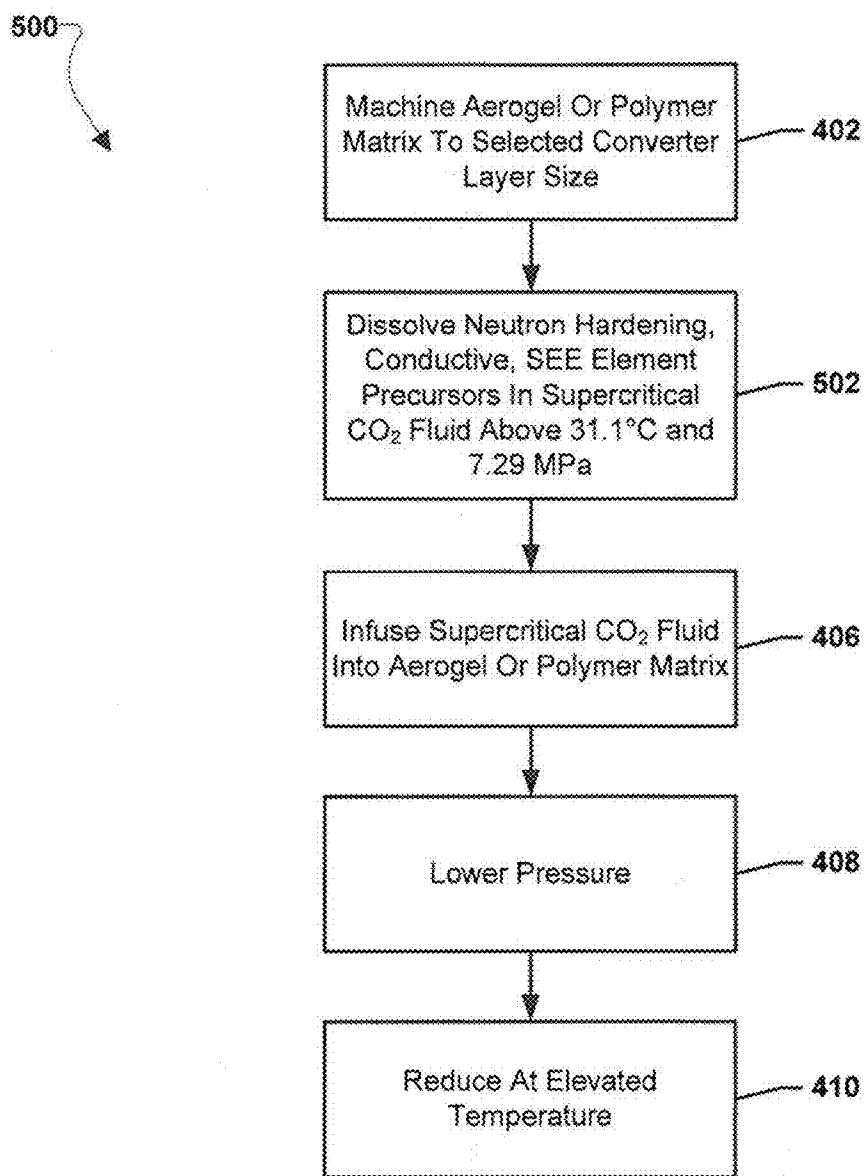 500
Machine Aerogel Or Polymer
Matrix To Selected Converter
Layer Size
402
Dissolve Neutron Hardening,
Conductive, SEE Element
Precursors In Supercritical
CO₂ Fluid Above 31.1°C and
7.29 MPa
502
Infuse Supercritical CO₂ Fluid
Into Aerogel Or Polymer Matrix
406
Lower Pressure
408
Reduce At Elevated
Temperature
410